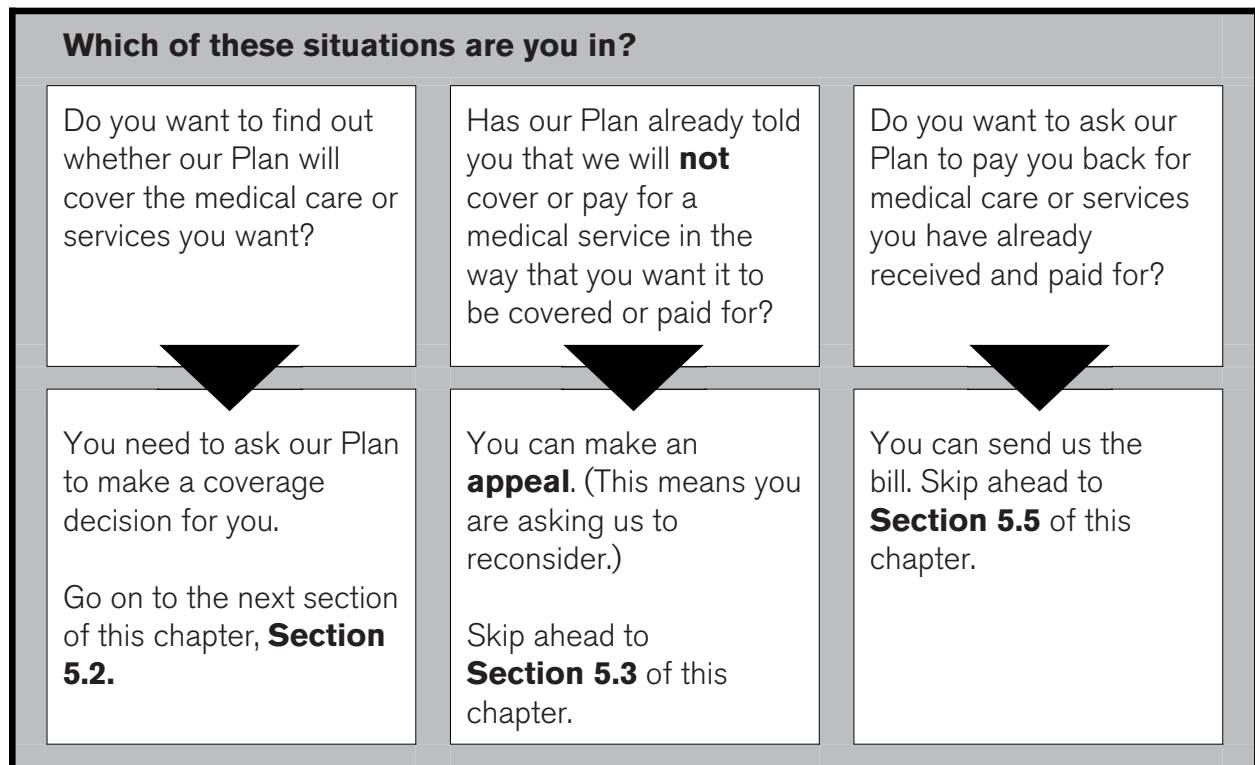 Which of these situations are you in?
Do you want to find out
whether our Plan will
cover the medical care or
services you want?
Has our Plan already told
you that we will not
cover or pay for a
medical service in the
way that you want it to
be covered or paid for?
Do you want to ask our
Plan to pay you back for
medical care or services
you have already
received and paid for?
You need to ask our Plan
to make a coverage
decision for you.
Go on to the next section
of this chapter, Section
5.2.
You can make an
appeal. (This means you
are asking us to
reconsider.)
Skip ahead to
Section 5.3 of this
chapter.
You can send us the
bill. Skip ahead to
Section 5.5 of this
chapter.